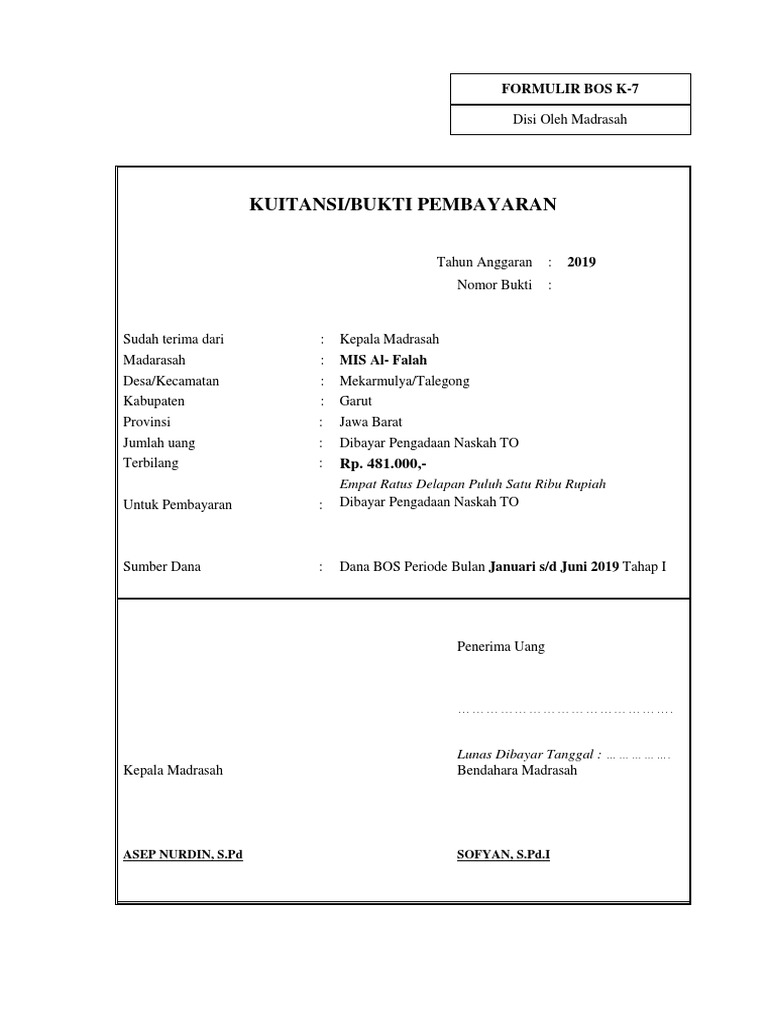 FORMULIR BOS K-7
Disi Oleh Madrasah
KUITANSI/BUKTI PEMBAYARAN
Tahun Anggaran : 2019
Nomor Bukti :
Sudah terima dari : Kepala Madrasah
Madarasah : MIS Al- Falah
Desa/Kecamatan : Mekarmulya/Talegong
Kabupaten : Garut
Provinsi : Jawa Barat
Jumlah uang : Dibayar Pengadaan Naskah TO
Terbilang : Rp. 481.000,-
Empat Ratus Delapan Puluh Satu Ribu Rupiah
Untuk Pembayaran : Dibayar Pengadaan Naskah TO
Sumber Dana : Dana BOS Periode Bulan Januari s/d Juni 2019 Tahap I
Penerima Uang
……………………………………….
Lunas Dibayar Tanggal : …………….
Kepala Madrasah Bendahara Madrasah
ASEP NURDIN, S.Pd SOFYAN, S.Pd.I